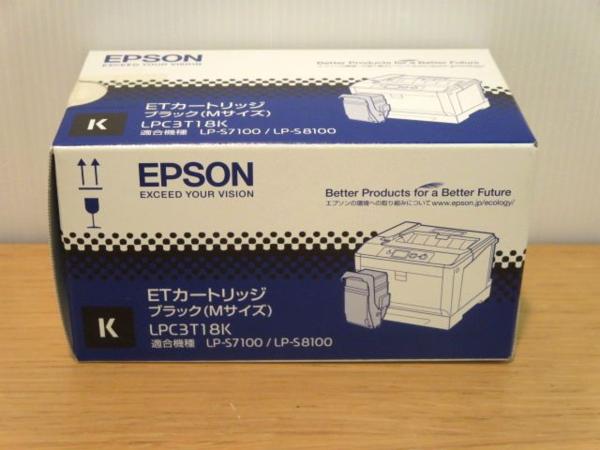 EPSON
EXCEED YOUR VISION
Better Products for a Better Future
ETカートリッジ
ブラック(Mサイズ)
LPC3T18K
適合機種 LP-S7100 / LP-S8100
K
EPSON
EXCEED YOUR VISION
Better Products for a Better Future
エプソンの環境への取り組みについて www.epson.jp/ecology/
ETカートリッジ
ブラック(Mサイズ)
LPC3T18K
適合機種 LP-S7100 / LP-S8100
K